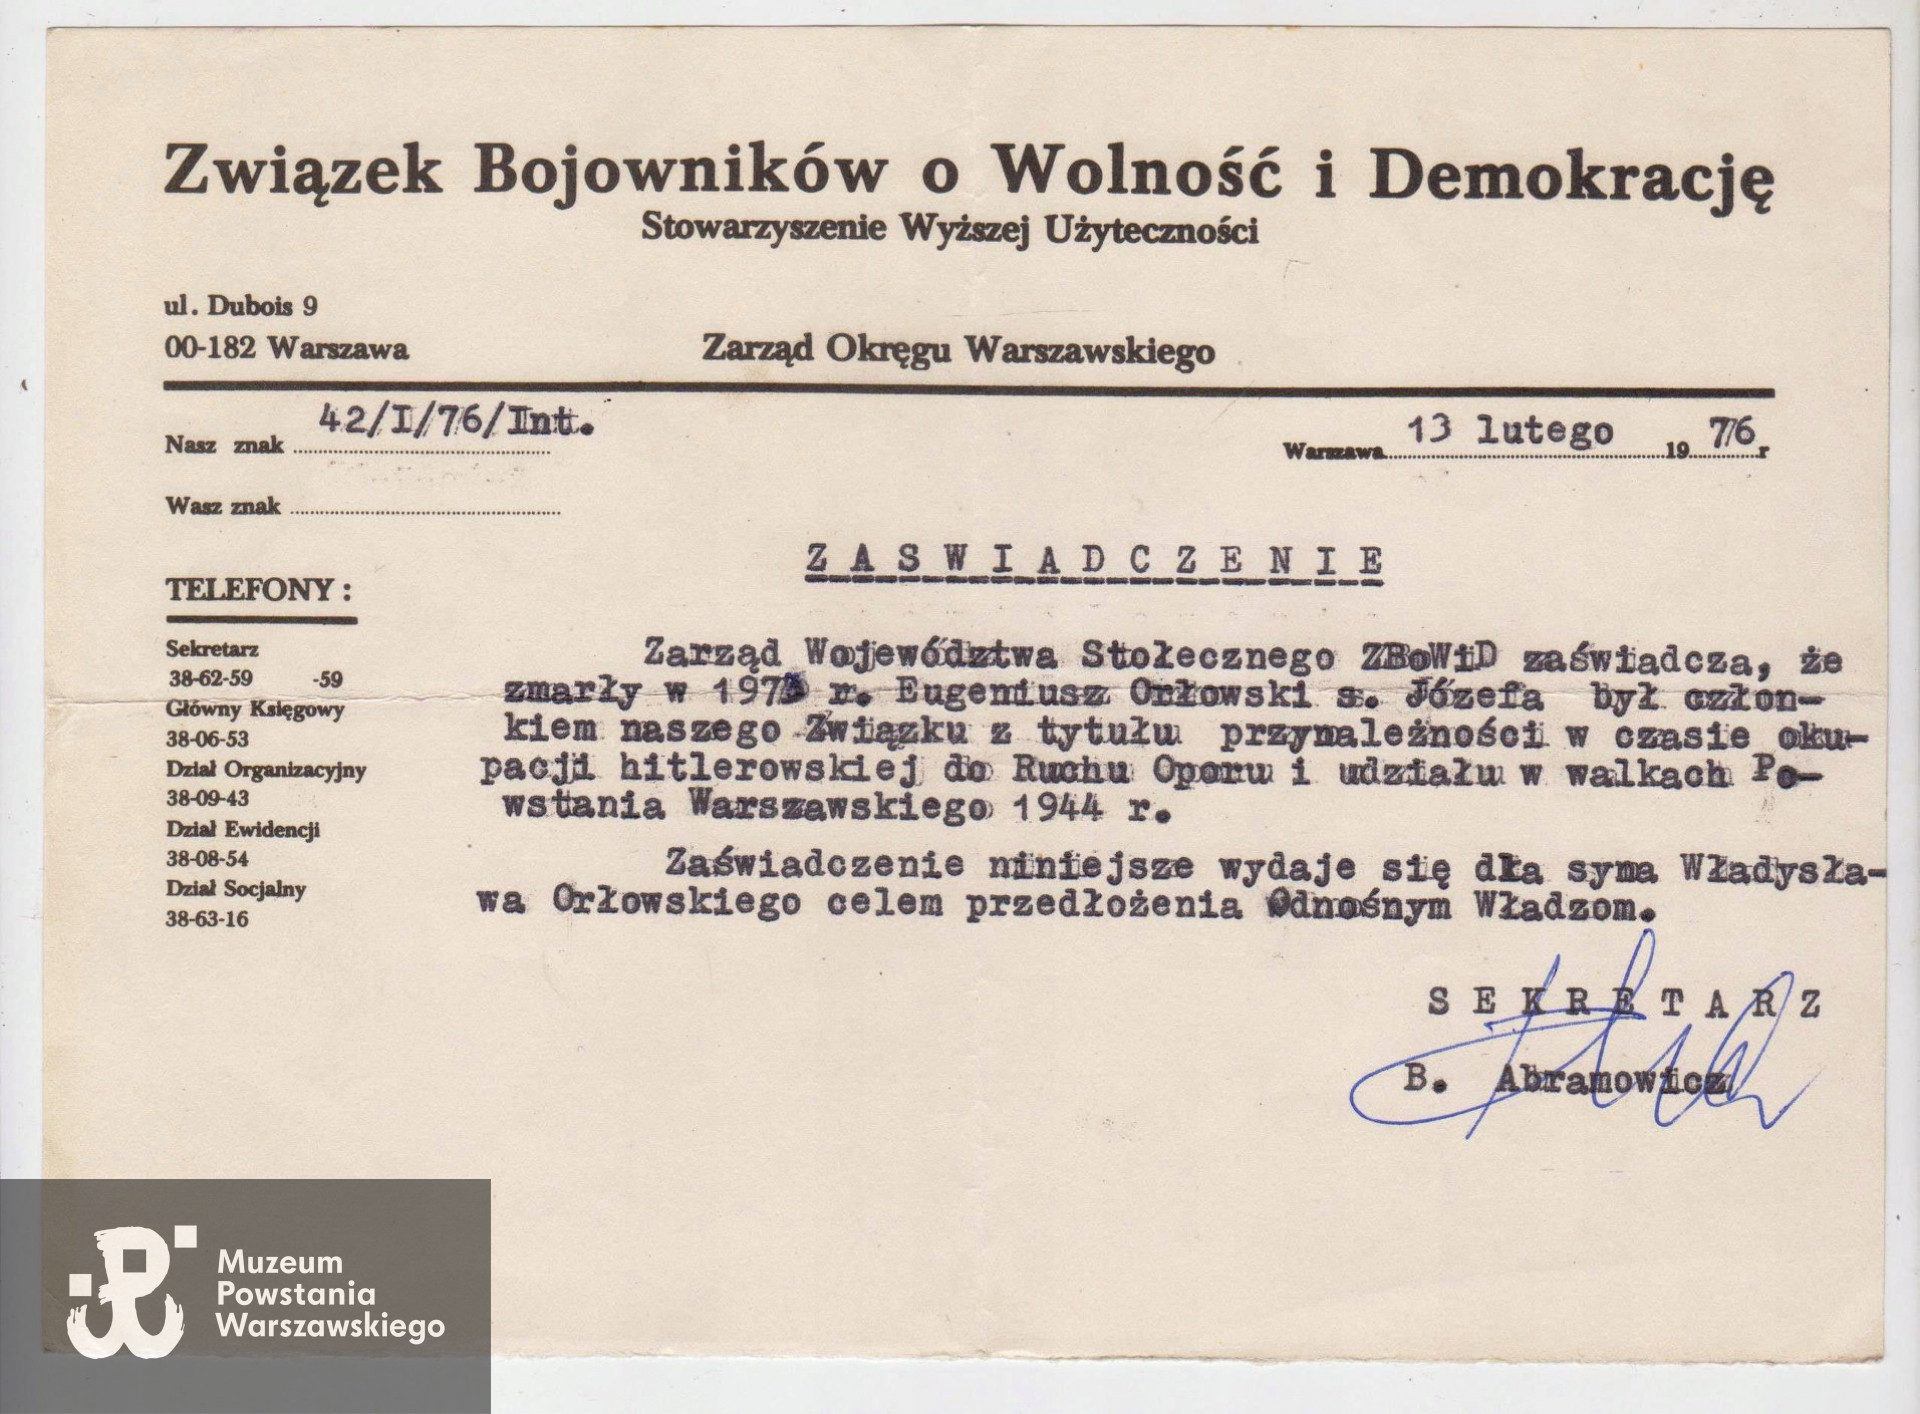 Związek Bojowników o Wolność i Demokrację
Stowarzyszenie Wyższej Użyteczności
ul. Dubois 9
00-182 Warszawa
Zarząd Okręgu Warszawskiego
Nasz znak 42/I/76/Int.
Warszawa 13 lutego 1976 r
Wasz znak
ZASWIADCZENIE
TELEFONY:
Sekretarz
38-62-59 -59
Główny Księgowy
38-06-53
Dział Organizacyjny
38-09-43
Dział Ewidencji
38-08-54
Dział Socjalny
38-63-16
Zarząd Województwa Stołecznego ZBoWiD zaświadcza, że
zmarły w 1973 r. Eugeniusz Orłowski s. Józefa był człon-
kiem naszego Związku z tytułu przynależności w czasie oku-
pacji hitlerowskiej do Ruchu Oporu i udziału w walkach Po-
wstania Warszawskiego 1944 r.
Zaświadczenie niniejsze wydaje się dla syna Władysła-
wa Orłowskiego celem przedłożenia Odnośnym Władzom.
SEKRETARZ
B. Abramowicz
Muzeum
Powstania
Warszawskiego